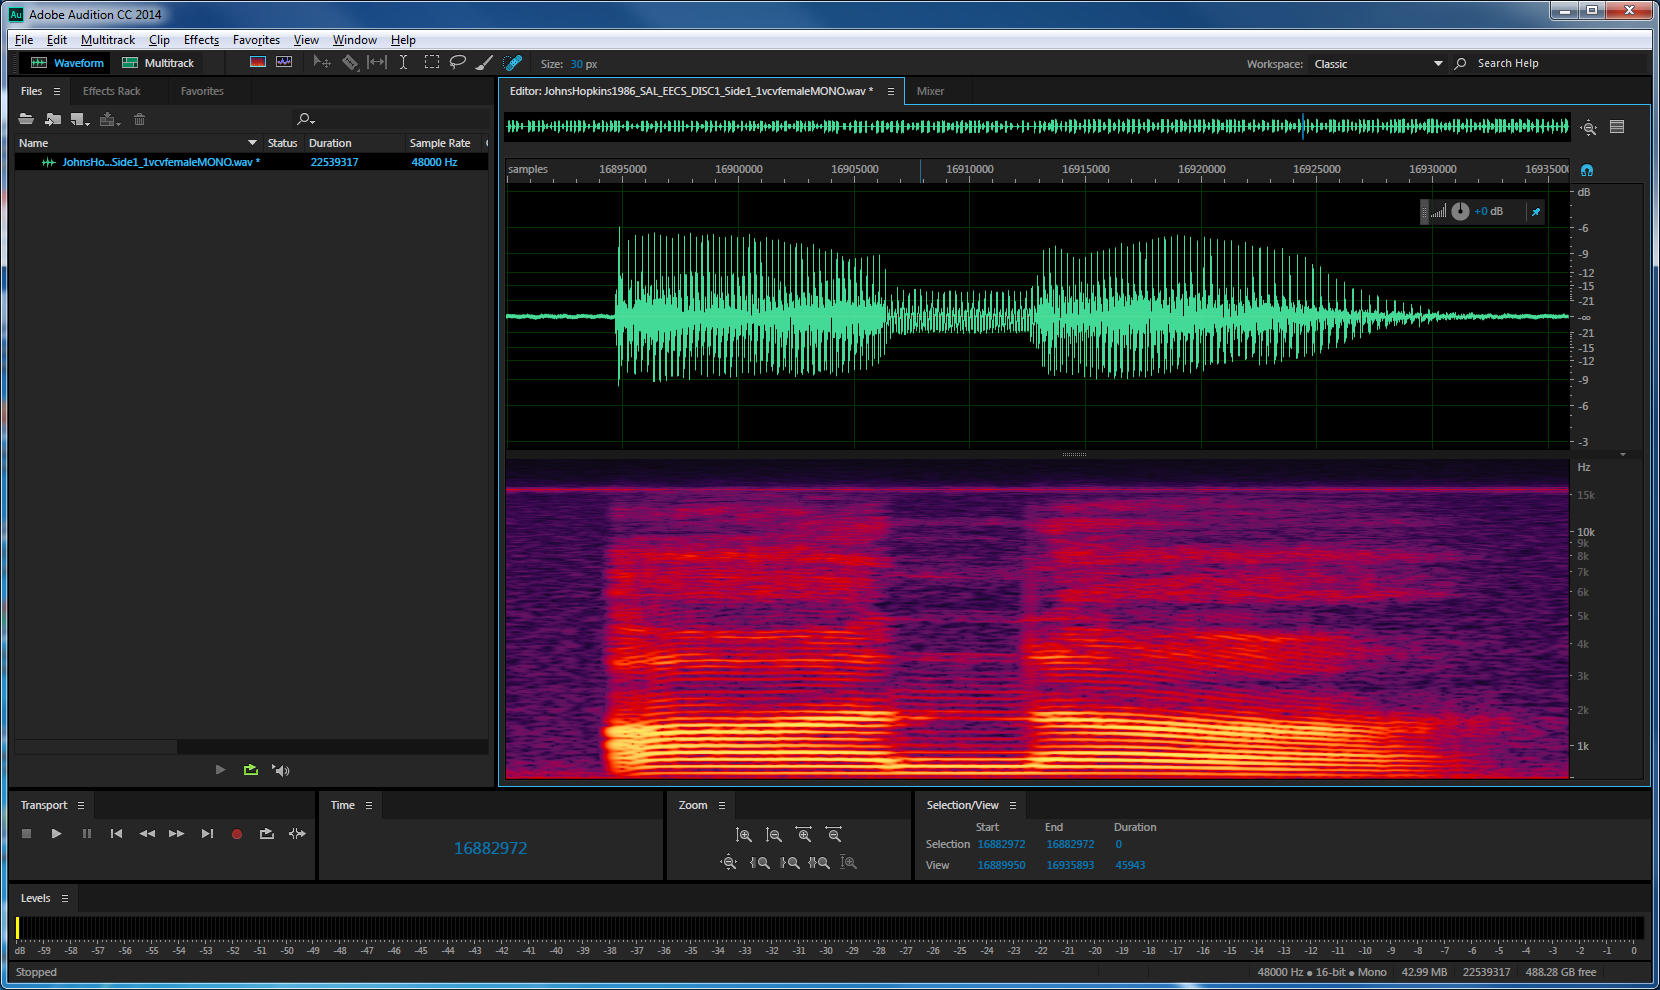 Au Adobe Audition CC 2014
File Edit Multitrack Clip Effects Favorites View Window Help
Waveform Multitrack Size: 30 px Workspace: Classic Search Help
Files Effects Rack Favorites
Editor: JohnsHopkins1986_SAL_EECS_DISC1_Side1_1vcvfemaleMONO.wav * Mixer
Name Status Duration Sample Rate
JohnsHo...Side1_1vcvfemaleMONO.wav * 22539317 48000 Hz
samples 16895000 16900000 16905000 16910000 16915000 16920000 16925000 16930000 16935000
dB
+0 dB
-6
-9
-12
-15
-21
-∞
-21
-15
-12
-9
-6
-3
Hz
15k
10k
9k
8k
7k
6k
5k
4k
3k
2k
1k
Transport Time Zoom Selection/View
Start End Duration
Selection 16882972 16882972 0
View 16889950 16935893 45943
16882972
Levels
dB -59 -58 -57 -56 -55 -54 -53 -52 -51 -50 -49 -48 -47 -46 -45 -44 -43 -42 -41 -40 -39 -38 -37 -36 -35 -34 -33 -32 -31 -30 -29 -28 -27 -26 -25 -24 -23 -22 -21 -20 -19 -18 -17 -16 -15 -14 -13 -12 -11 -10 -9 -8 -7 -6 -5 -4 -3 -2 -1 0
Stopped 48000 Hz ● 16-bit ● Mono 42.99 MB 22539317 488.28 GB free